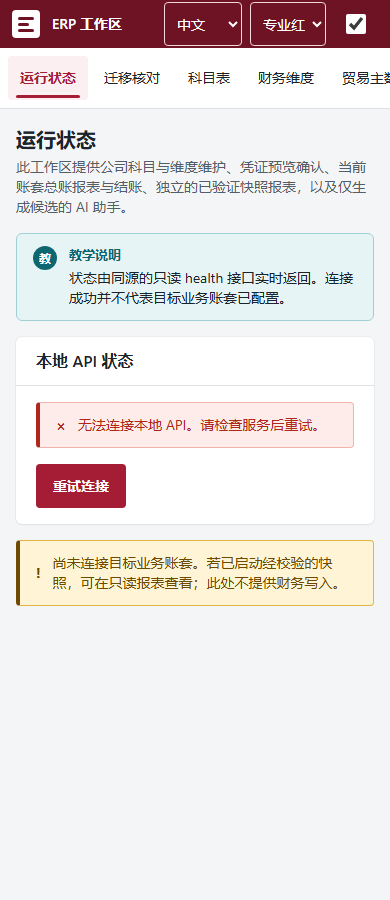 ERP 工作区
中文
专业红
运行状态
迁移核对
科目表
财务维度
贸易主数
运行状态
此工作区提供公司科目与维度维护、凭证预览确认、当前
账套总账报表与结账、独立的已验证快照报表，以及仅生
成候选的 AI 助手。
教
教学说明
状态由同源的只读 health 接口实时返回。连接
成功并不代表目标业务账套已配置。
本地 API 状态
× 无法连接本地 API。请检查服务后重试。
重试连接
! 尚未连接目标业务账套。若已启动经校验的快
照，可在只读报表查看；此处不提供财务写入。